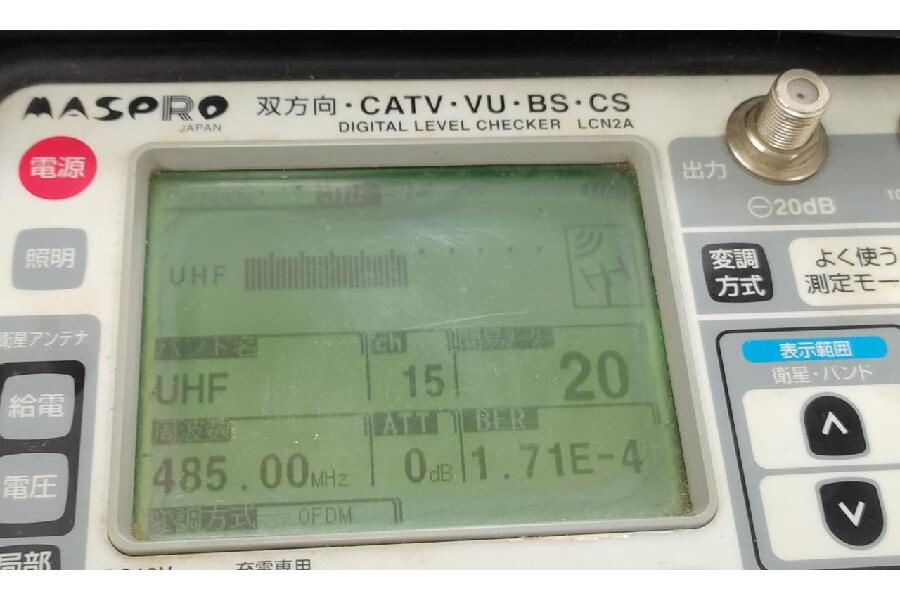 MASPRO
JAPAN
双方向・CATV・VU・BS・CS
DIGITAL LEVEL CHECKER LCN2A
電源
照明
出力
⊖20dB
変調
方式
よく使う
測定モー
UHF
衛星アンテナ
給電
電圧
局部
バンド名 ch
UHF 15 20
周波数 ATT BER
485.00MHz 0dB 1.71E-4
変調方式 OFDM
表示範囲
衛星・バンド
充電専用